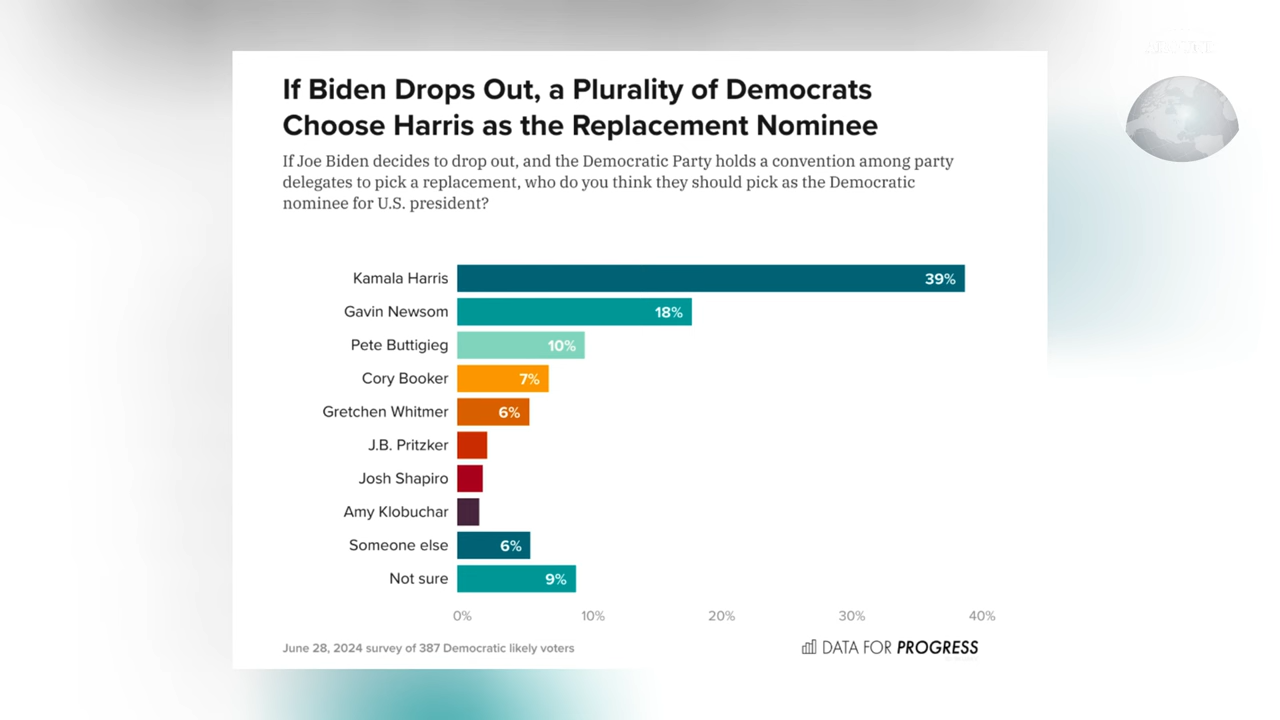 If Biden Drops Out, a Plurality of Democrats
Choose Harris as the Replacement Nominee
If Joe Biden decides to drop out, and the Democratic Party holds a convention among party
delegates to pick a replacement, who do you think they should pick as the Democratic
nominee for U.S. president?
Kamala Harris 39%
Gavin Newsom 18%
Pete Buttigieg 10%
Cory Booker 7%
Gretchen Whitmer 6%
J.B. Pritzker
Josh Shapiro
Amy Klobuchar
Someone else 6%
Not sure 9%
0% 10% 20% 30% 40%
June 28, 2024 survey of 387 Democratic likely voters
DATA FOR PROGRESS